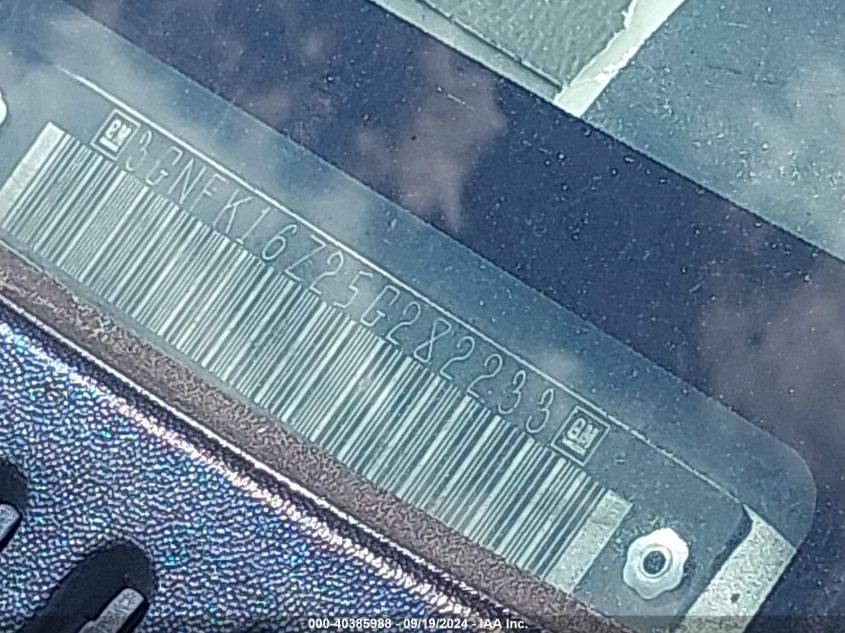 GM 3GNFK16Z25G282233 GM
000-40385988 - 09/19/2024 - IAA Inc.